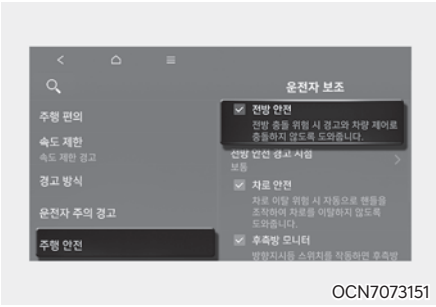 운전자 보조
주행 편의
속도 제한
속도 제한 경고
경고 방식
운전자 주의 경고
주행 안전
전방 안전
전방 충돌 위험 시 경고와 차량 제어로
충돌하지 않도록 도와줍니다.
전방 안전 경고 시점
보통
차로 안전
차로 이탈 위험 시 자동으로 핸들을
조작하여 차로를 이탈하지 않도록
도와줍니다.
후측방 모니터
방향지시등 스위치를 작동하면 후측방
OCN7073151